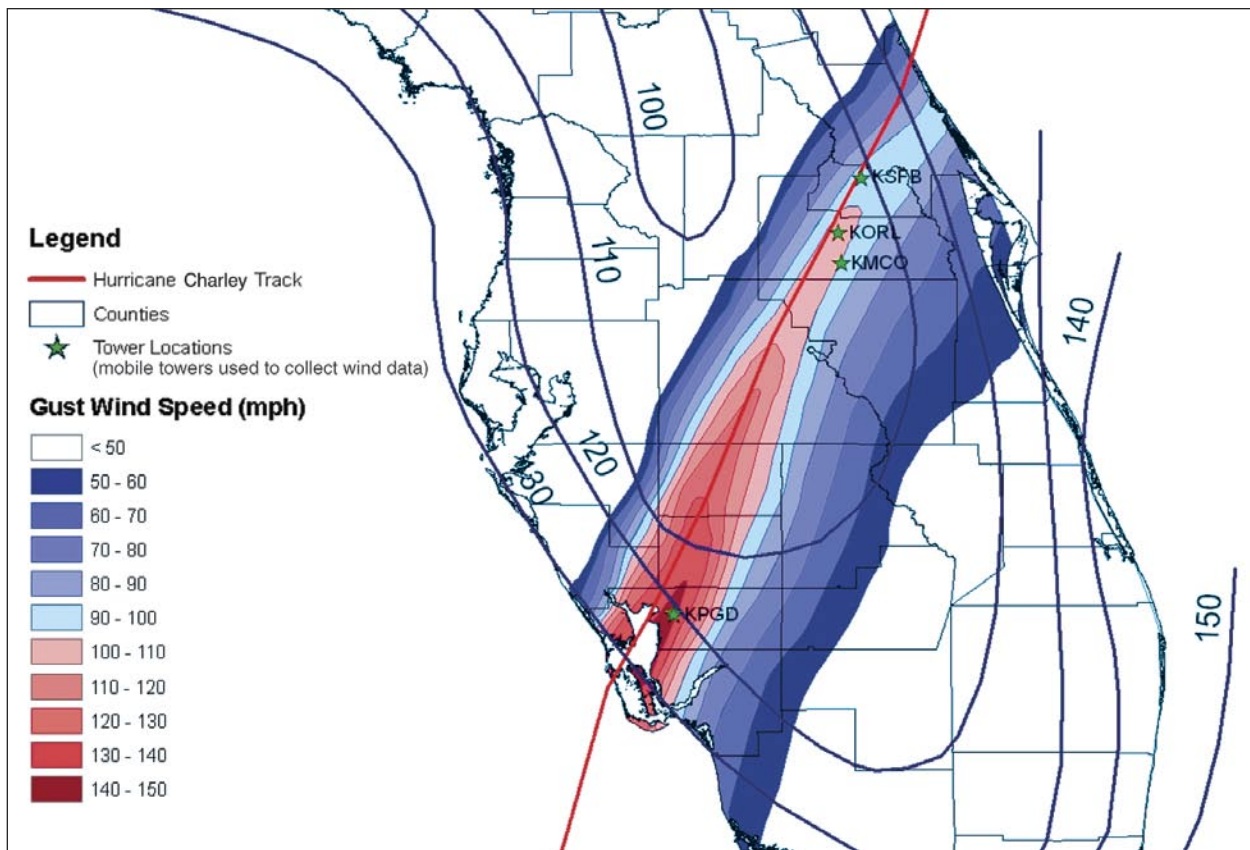 Legend
Hurricane Charley Track
Counties
Tower Locations
(mobile towers used to collect wind data)
Gust Wind Speed (mph)
< 50
50 - 60
60 - 70
70 - 80
80 - 90
90 - 100
100 - 110
110 - 120
120 - 130
130 - 140
140 - 150
100
110
120
30
140
150
KSFB
KORL
KMCO
KPGD